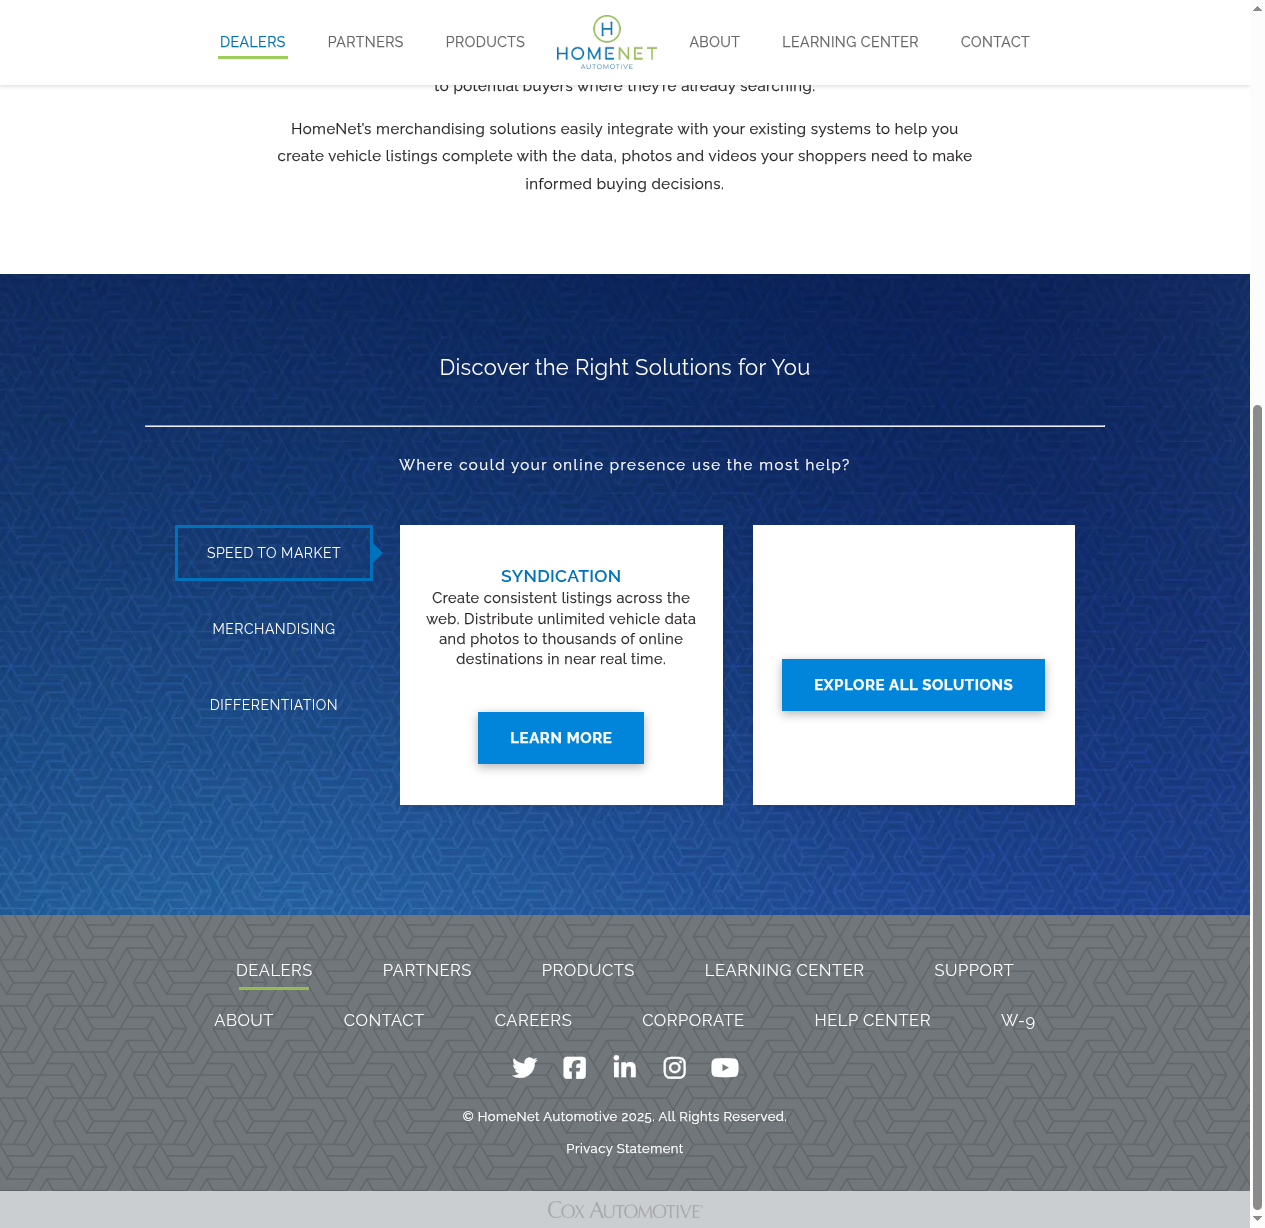 DEALERS PARTNERS PRODUCTS H HOMENET AUTOMOTIVE ABOUT LEARNING CENTER CONTACT
to potential buyers where they're already searching.
HomeNet's merchandising solutions easily integrate with your existing systems to help you
create vehicle listings complete with the data, photos and videos your shoppers need to make
informed buying decisions.
Discover the Right Solutions for You
Where could your online presence use the most help?
SPEED TO MARKET
MERCHANDISING
DIFFERENTIATION
SYNDICATION
Create consistent listings across the
web. Distribute unlimited vehicle data
and photos to thousands of online
destinations in near real time.
LEARN MORE
EXPLORE ALL SOLUTIONS
DEALERS PARTNERS PRODUCTS LEARNING CENTER SUPPORT
ABOUT CONTACT CAREERS CORPORATE HELP CENTER W-9
© HomeNet Automotive 2025. All Rights Reserved.
Privacy Statement
COX AUTOMOTIVE